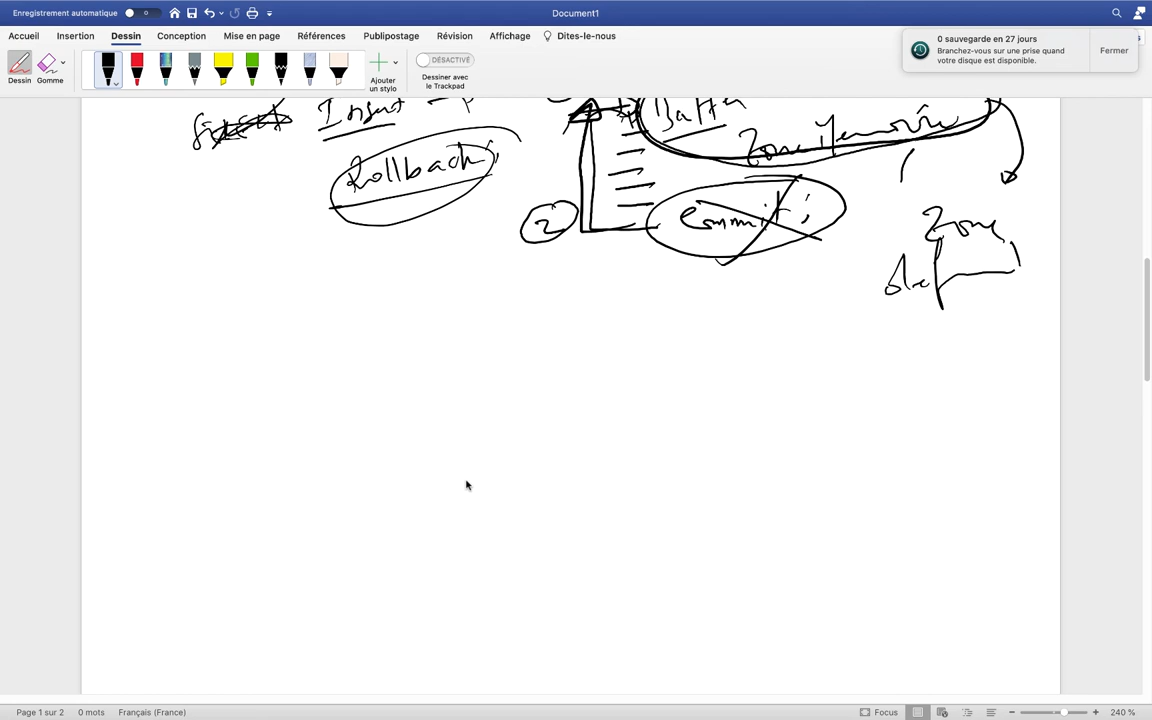 Enregistrement automatique
Document1
Accueil Insertion Dessin Conception Mise en page Références Publipostage Révision Affichage Dites-le-nous
0 sauvegarde en 27 jours
Branchez-vous sur une prise quand
votre disque est disponible.
Fermer
Dessin Gomme
Ajouter
un stylo
DÉSACTIVÉ
Dessiner avec
le Trackpad
Insert Buffer
Zone Mémoire
Rollback;
2 Commit;
Zone
Page 1 sur 2 0 mots Français (France) Focus 240 %